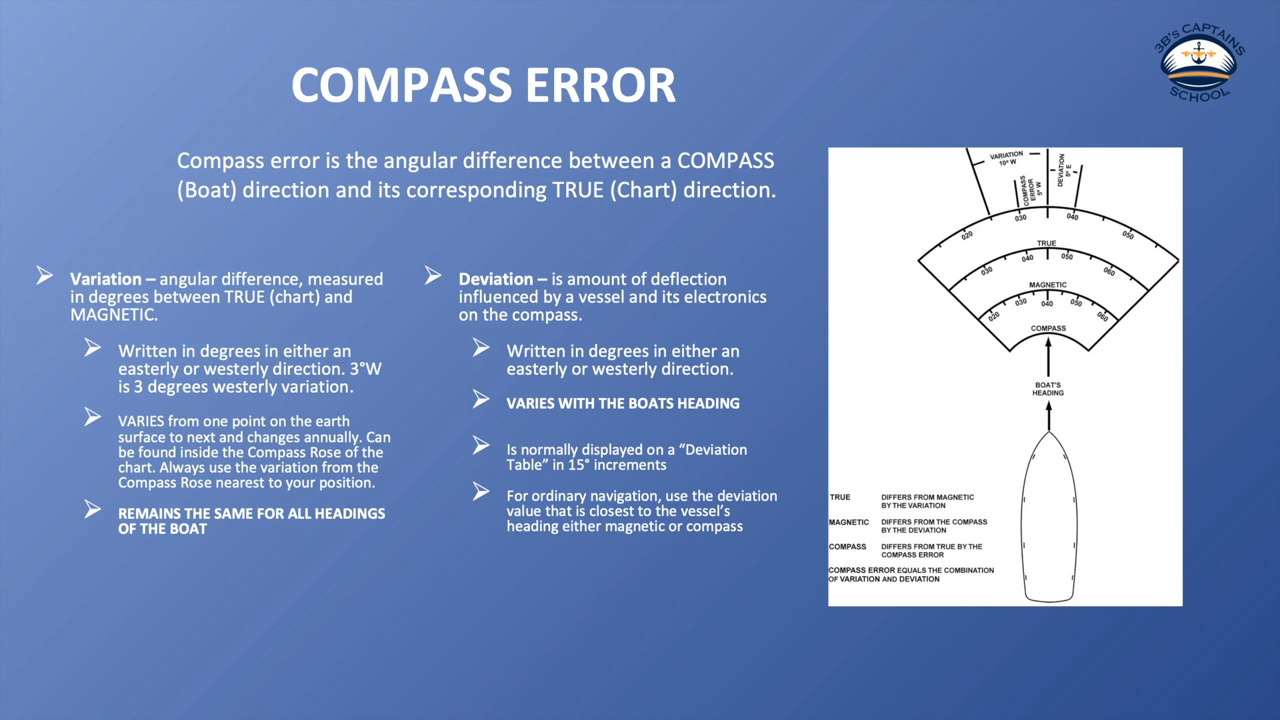 3B's CAPTAINS
SCHOOL
COMPASS ERROR
Compass error is the angular difference between a COMPASS
(Boat) direction and its corresponding TRUE (Chart) direction.
Variation – angular difference, measured
in degrees between TRUE (chart) and
MAGNETIC.
Written in degrees in either an
easterly or westerly direction. 3°W
is 3 degrees westerly variation.
VARIES from one point on the earth
surface to next and changes annually. Can
be found inside the Compass Rose of the
chart. Always use the variation from the
Compass Rose nearest to your position.
REMAINS THE SAME FOR ALL HEADINGS
OF THE BOAT
Deviation – is amount of deflection
influenced by a vessel and its electronics
on the compass.
Written in degrees in either an
easterly or westerly direction.
VARIES WITH THE BOATS HEADING
Is normally displayed on a “Deviation
Table” in 15° increments
For ordinary navigation, use the deviation
value that is closest to the vessel’s
heading either magnetic or compass
VARIATION
10° W
COMPASS
ERROR
5° W
DEVIATION
5° E
020 030 040 050
TRUE
030 040 050 060
MAGNETIC
020 030 040 050 060
COMPASS
BOAT'S
HEADING
TRUE DIFFERS FROM MAGNETIC
BY THE VARIATION
MAGNETIC DIFFERS FROM THE COMPASS
BY THE DEVIATION
COMPASS DIFFERS FROM TRUE BY THE
COMPASS ERROR
COMPASS ERROR EQUALS THE COMBINATION
OF VARIATION AND DEVIATION